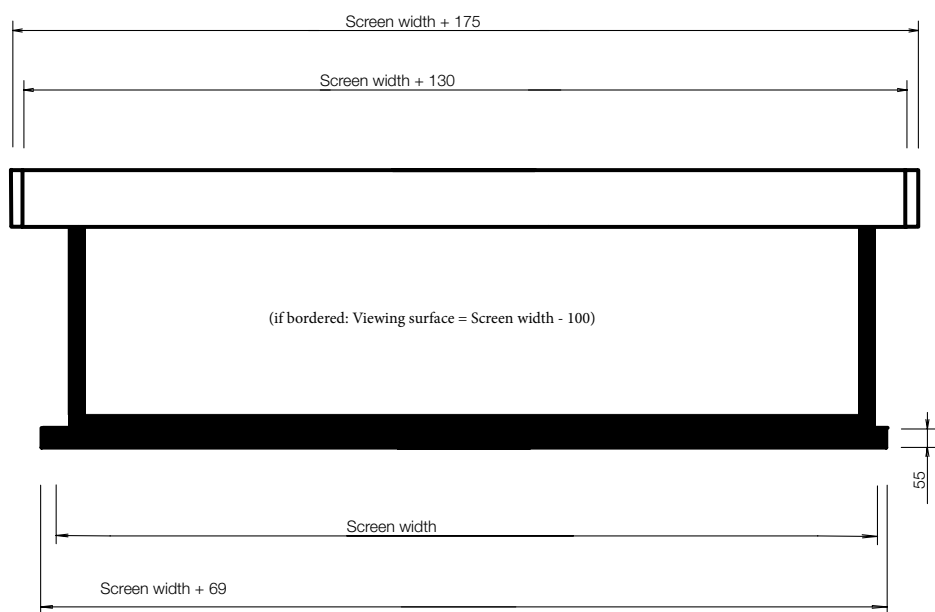 Screen width + 175
Screen width + 130
(if bordered: Viewing surface = Screen width - 100)
55
Screen width
Screen width + 69